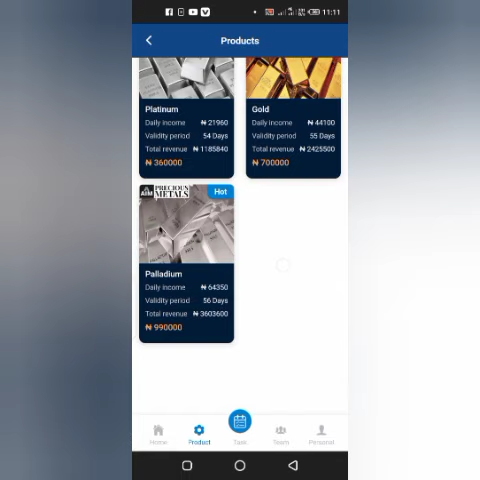 11:11
Products
Platinum
Daily income ₦ 21960
Validity period 54 Days
Total revenue ₦ 1185840
₦ 360000
Gold
Daily income ₦ 44100
Validity period 55 Days
Total revenue ₦ 2425500
₦ 700000
AIM PRECIOUS METALS Hot
Palladium
Daily income ₦ 64350
Validity period 56 Days
Total revenue ₦ 3603600
₦ 990000
Home Product Task Team Personal